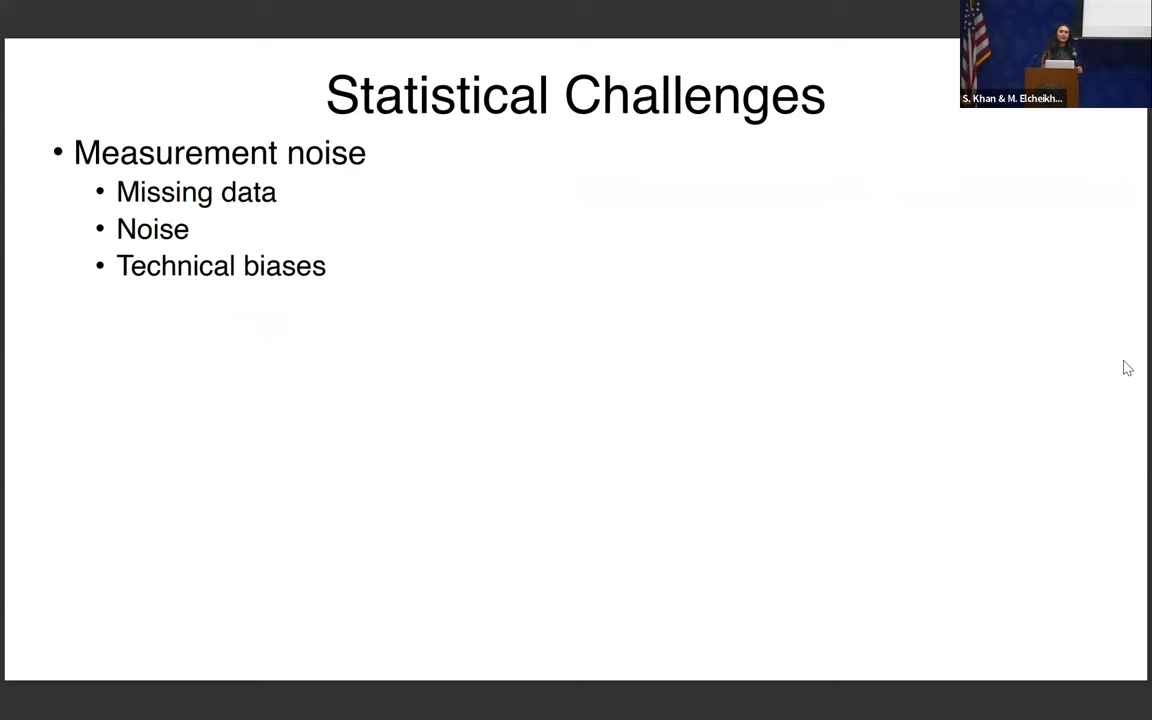 Statistical Challenges
S. Khan & M. Elcheikh...
• Measurement noise
• Missing data
• Noise
• Technical biases